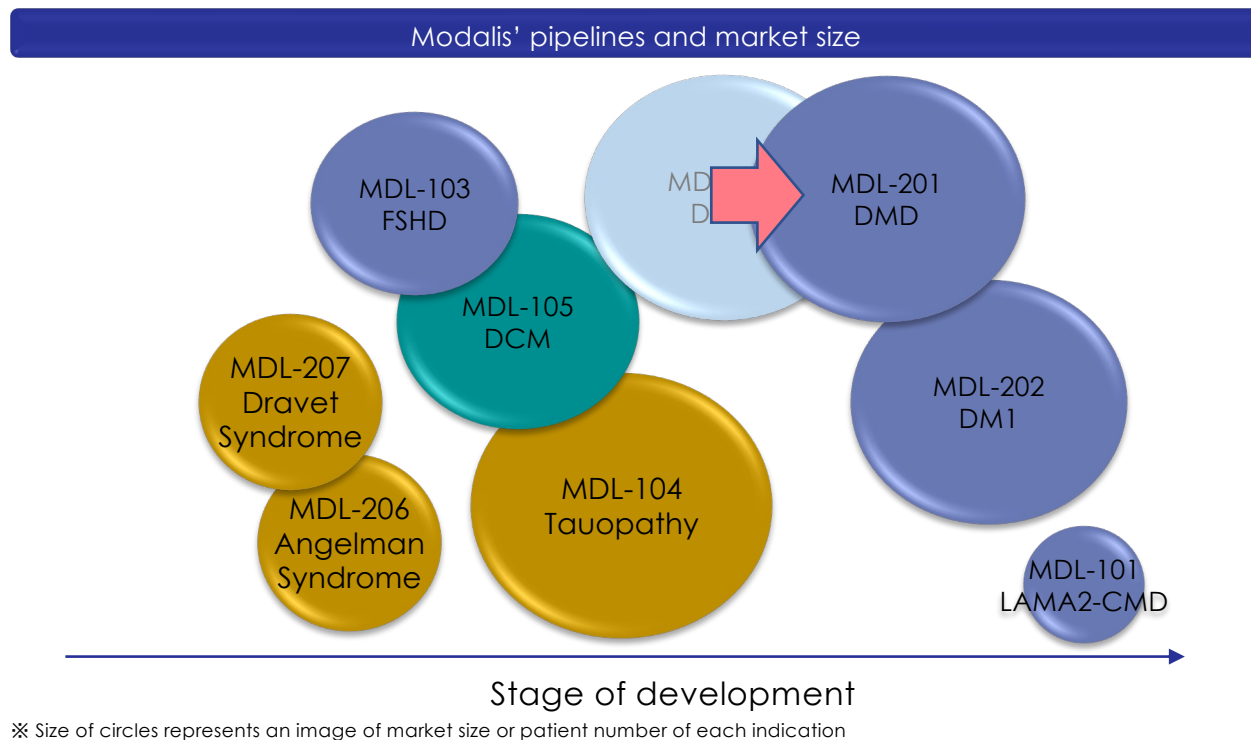 Modalis’ pipelines and market size
MDL-103
FSHD
MDL-201
DMD
MDL-105
DCM
MDL-207
Dravet
Syndrome
MDL-202
DM1
MDL-104
Tauopathy
MDL-206
Angelman
Syndrome
MDL-101
LAMA2-CMD
Stage of development
※ Size of circles represents an image of market size or patient number of each indication